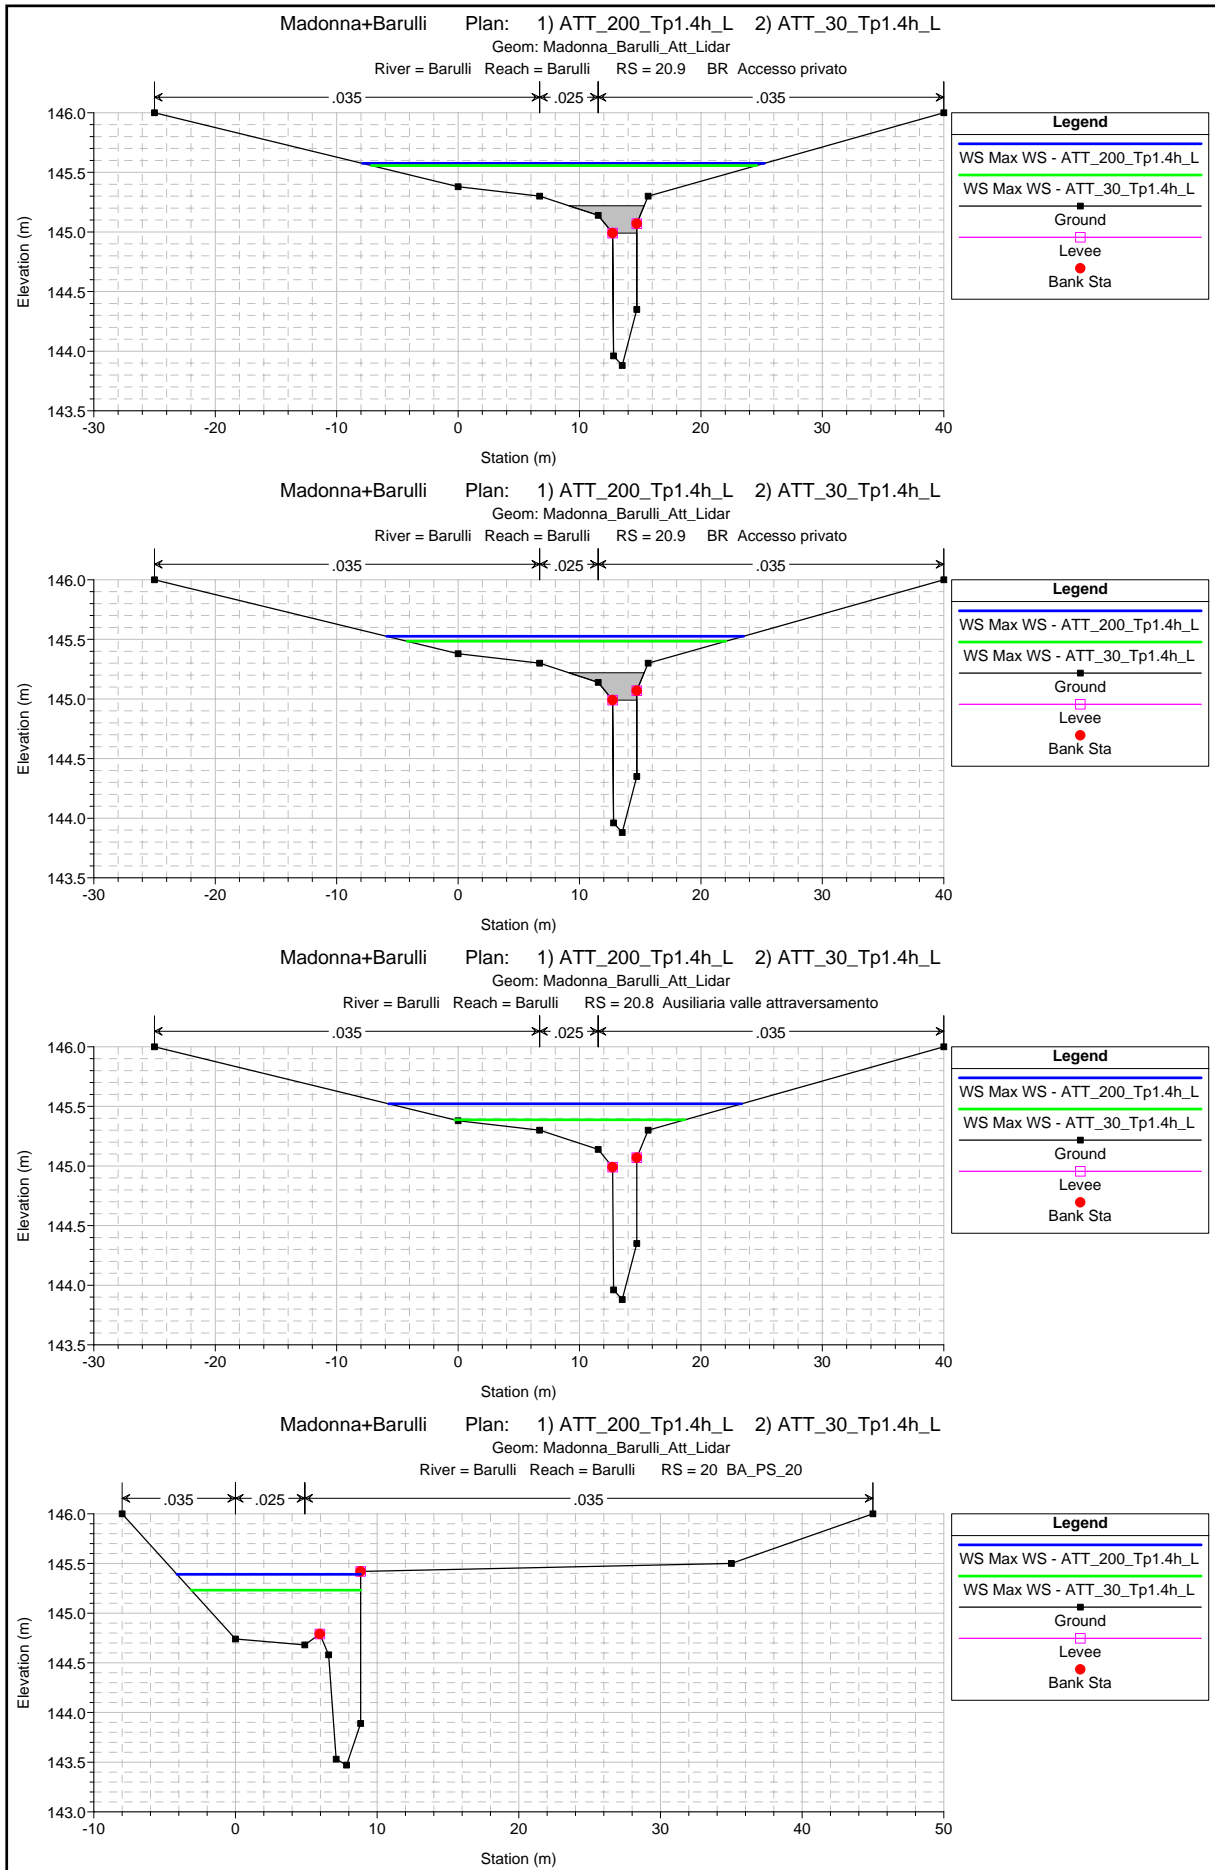 Madonna+Barulli Plan: 1) ATT_200_Tp1.4h_L 2) ATT_30_Tp1.4h_L
Geom: Madonna_Barulli_Att_Lidar
River = Barulli Reach = Barulli RS = 20.9 BR Accesso privato
.035 .025 .035
Legend
WS Max WS - ATT_200_Tp1.4h_L
WS Max WS - ATT_30_Tp1.4h_L
Ground
Levee
Bank Sta
146.0
145.5
145.0
144.5
144.0
143.5
Elevation (m)
-30 -20 -10 0 10 20 30 40
Station (m)
Madonna+Barulli Plan: 1) ATT_200_Tp1.4h_L 2) ATT_30_Tp1.4h_L
Geom: Madonna_Barulli_Att_Lidar
River = Barulli Reach = Barulli RS = 20.9 BR Accesso privato
.035 .025 .035
Legend
WS Max WS - ATT_200_Tp1.4h_L
WS Max WS - ATT_30_Tp1.4h_L
Ground
Levee
Bank Sta
146.0
145.5
145.0
144.5
144.0
143.5
Elevation (m)
-30 -20 -10 0 10 20 30 40
Station (m)
Madonna+Barulli Plan: 1) ATT_200_Tp1.4h_L 2) ATT_30_Tp1.4h_L
Geom: Madonna_Barulli_Att_Lidar
River = Barulli Reach = Barulli RS = 20.8 Ausiliaria valle attraversamento
.035 .025 .035
Legend
WS Max WS - ATT_200_Tp1.4h_L
WS Max WS - ATT_30_Tp1.4h_L
Ground
Levee
Bank Sta
146.0
145.5
145.0
144.5
144.0
143.5
Elevation (m)
-30 -20 -10 0 10 20 30 40
Station (m)
Madonna+Barulli Plan: 1) ATT_200_Tp1.4h_L 2) ATT_30_Tp1.4h_L
Geom: Madonna_Barulli_Att_Lidar
River = Barulli Reach = Barulli RS = 20 BA_PS_20
.035 .025 .035
Legend
WS Max WS - ATT_200_Tp1.4h_L
WS Max WS - ATT_30_Tp1.4h_L
Ground
Levee
Bank Sta
146.0
145.5
145.0
144.5
144.0
143.5
143.0
Elevation (m)
-10 0 10 20 30 40 50
Station (m)